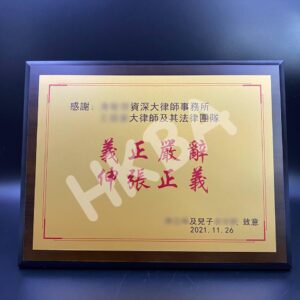 感謝： 資深大律師事務所
大律師及其法律團隊
義正嚴辭
伸張正義
及兒子 致意
2021.11.26
HKBA